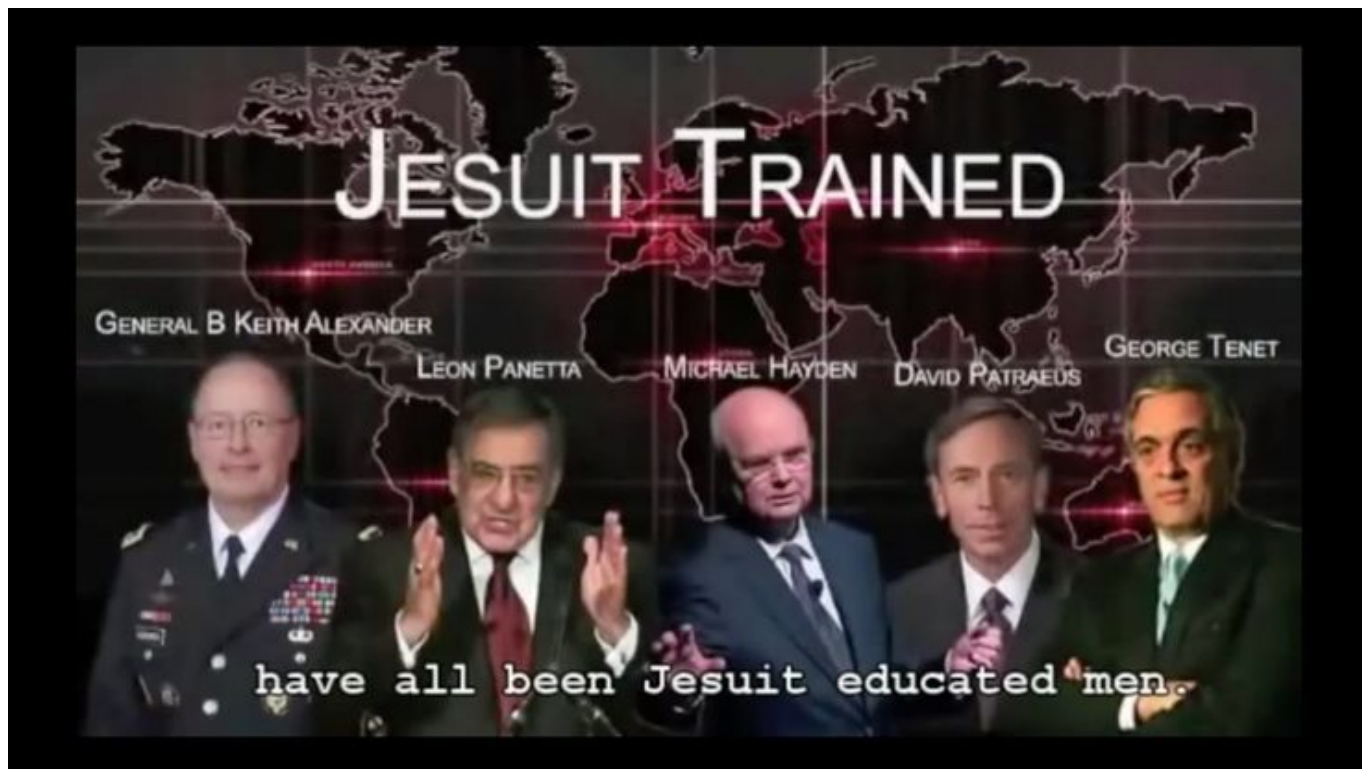 JESUIT TRAINED
GENERAL B KEITH ALEXANDER
LEON PANETTA
MICHAEL HAYDEN
DAVID PATRAEUS
GEORGE TENET
have all been Jesuit educated men.